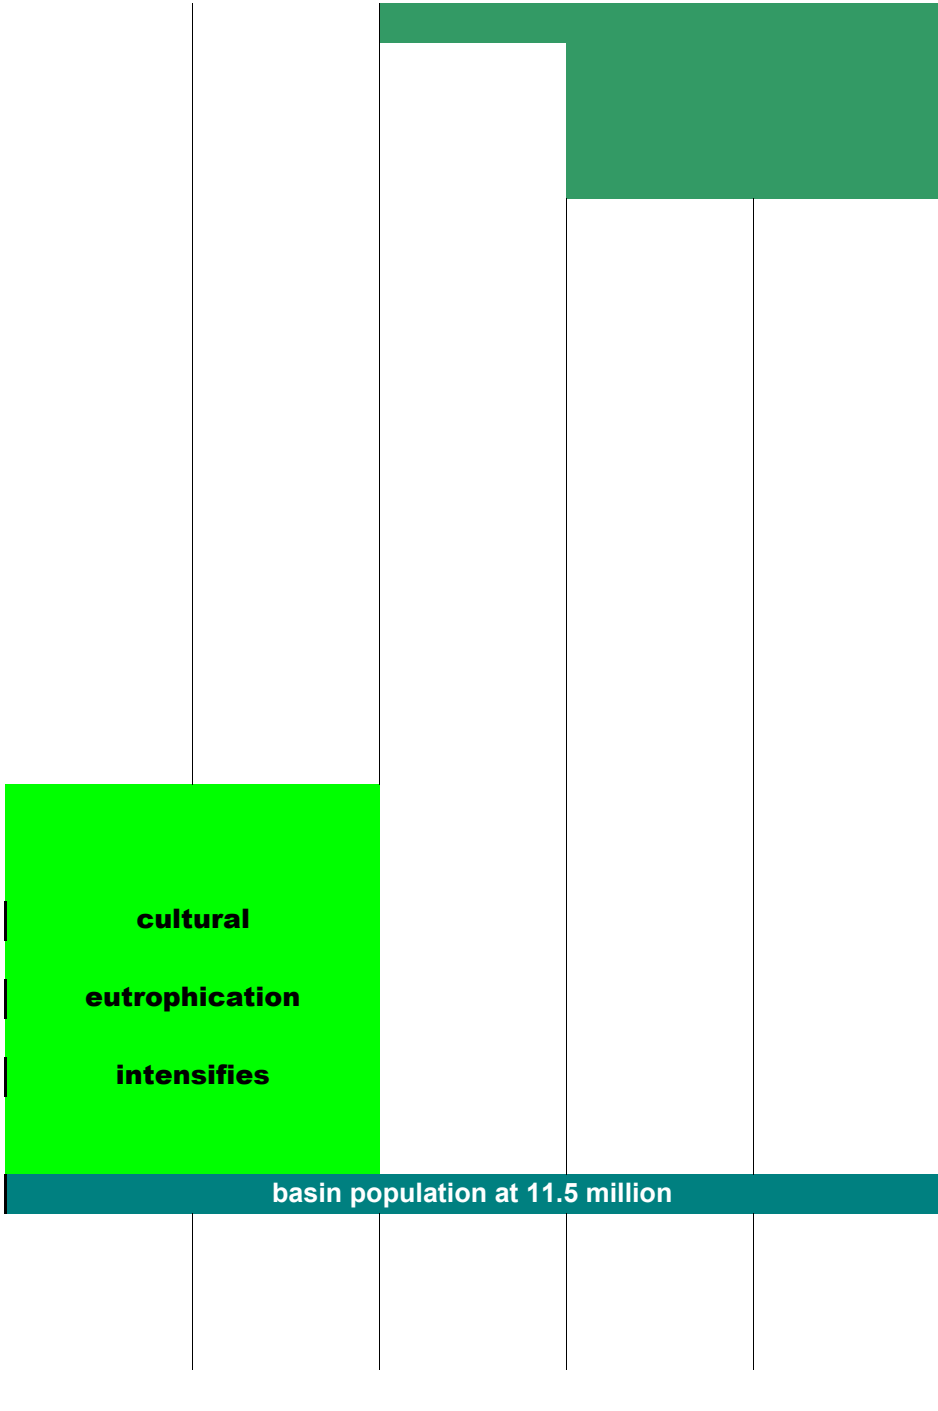 cultural
eutrophication
intensifies
basin population at 11.5 million